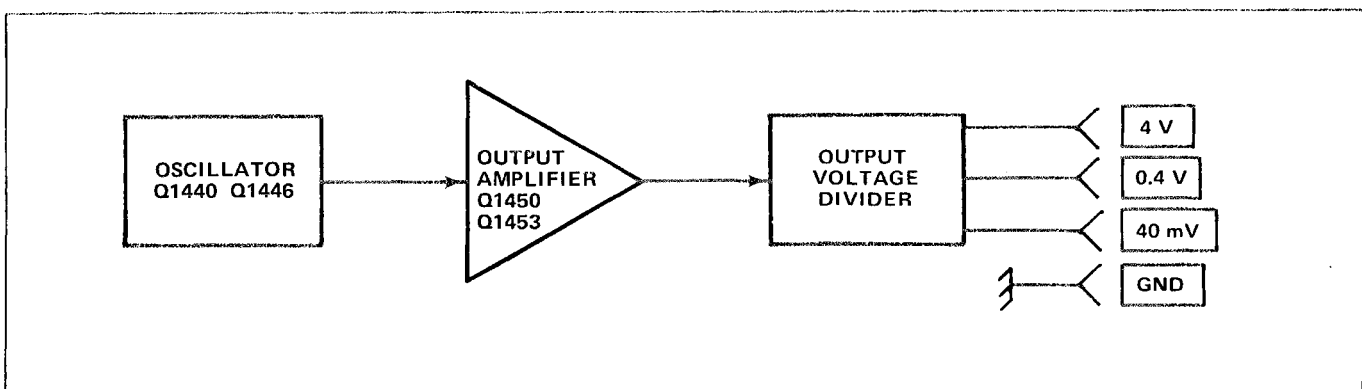 OSCILLATOR
Q1440 Q1446
OUTPUT
AMPLIFIER
Q1450
Q1453
OUTPUT
VOLTAGE
DIVIDER
4 V
0.4 V
40 mV
GND